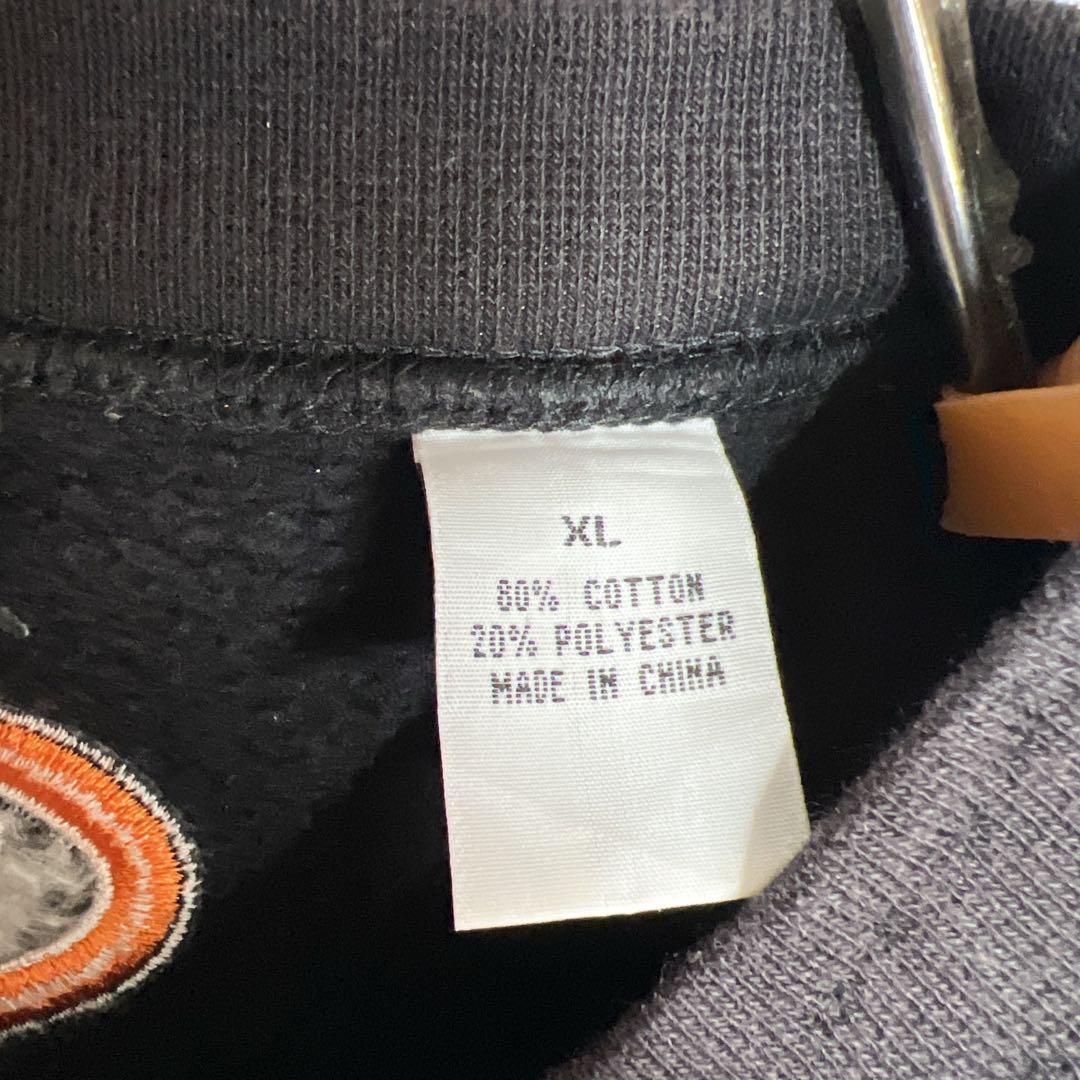 XL
80% COTTON
20% POLYESTER
MADE IN CHINA